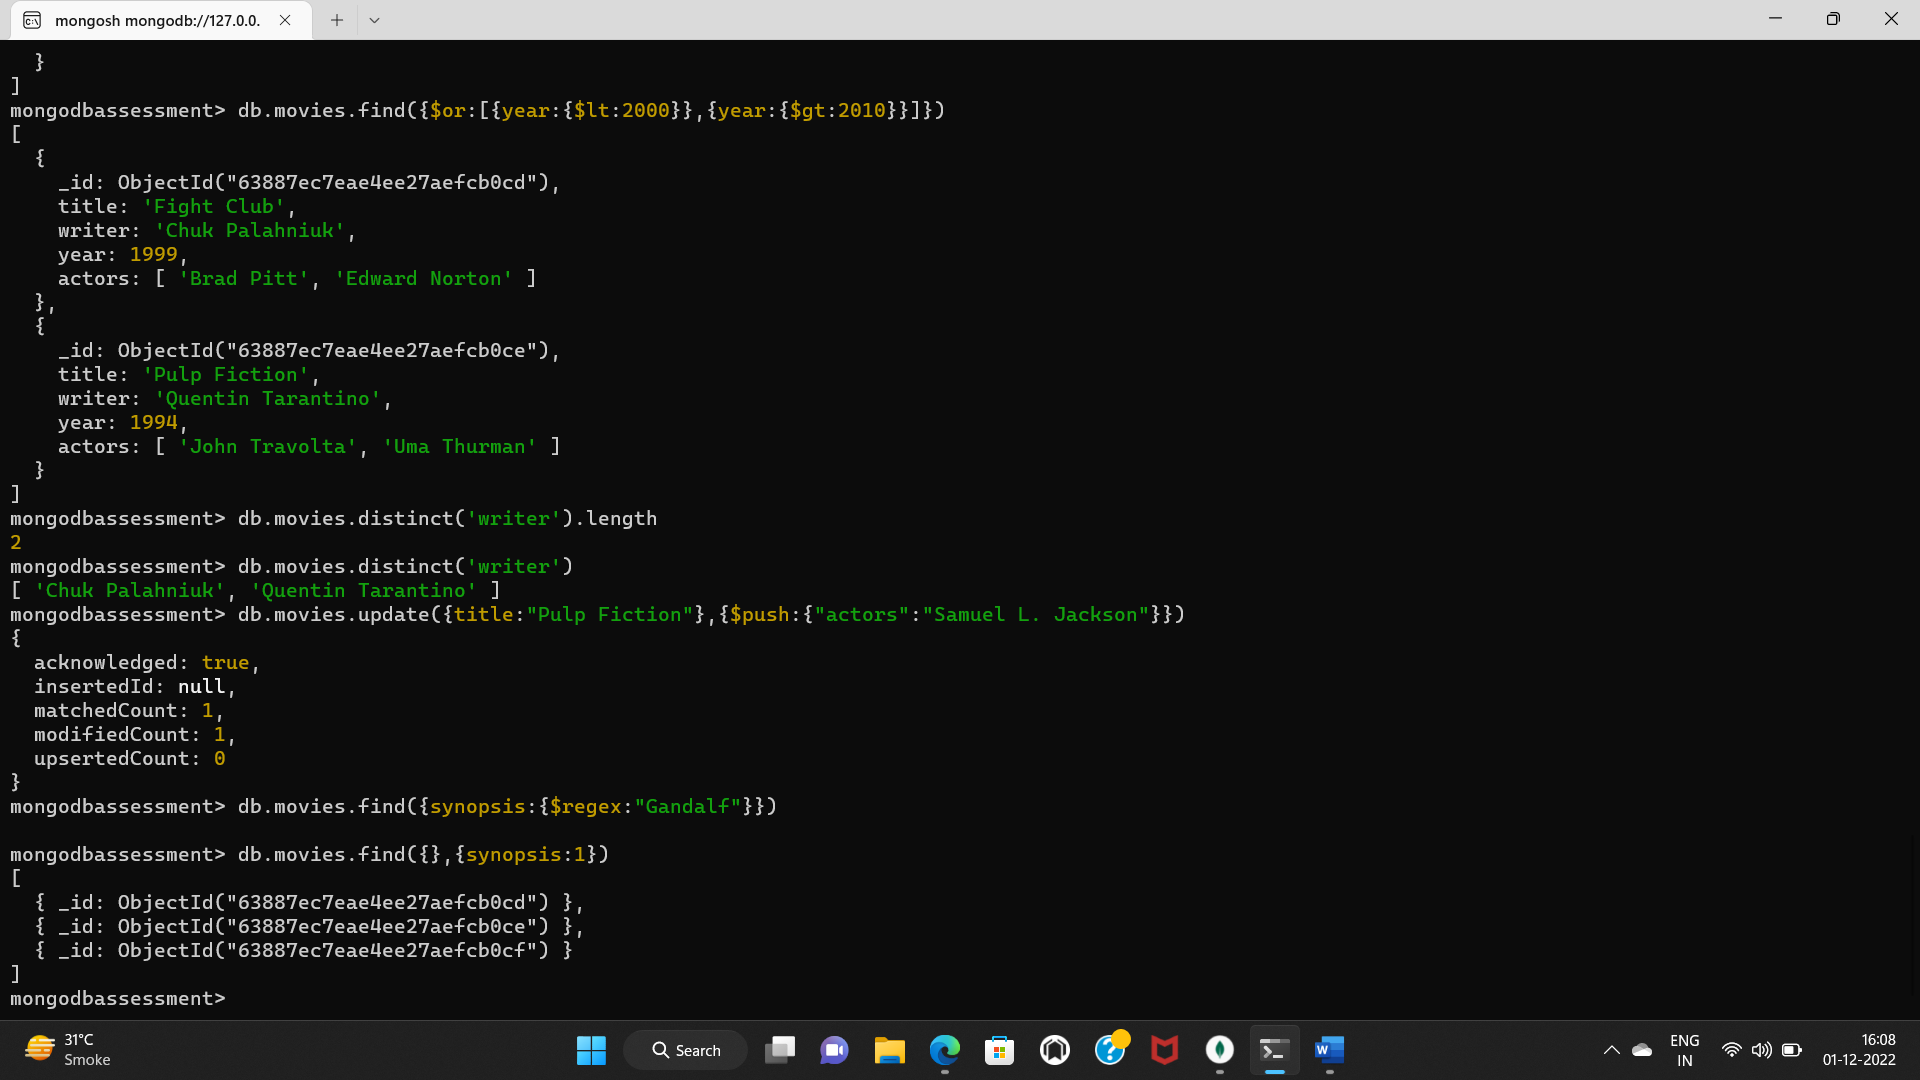 mongosh mongodb://127.0.0.
  }
]
mongodbassessment> db.movies.find({$or:[{year:{$lt:2000}},{year:{$gt:2010}}]})
[
  {
    _id: ObjectId("63887ec7eae4ee27aefcb0cd"),
    title: 'Fight Club',
    writer: 'Chuk Palahniuk',
    year: 1999,
    actors: [ 'Brad Pitt', 'Edward Norton' ]
  },
  {
    _id: ObjectId("63887ec7eae4ee27aefcb0ce"),
    title: 'Pulp Fiction',
    writer: 'Quentin Tarantino',
    year: 1994,
    actors: [ 'John Travolta', 'Uma Thurman' ]
  }
]
mongodbassessment> db.movies.distinct('writer').length
2
mongodbassessment> db.movies.distinct('writer')
[ 'Chuk Palahniuk', 'Quentin Tarantino' ]
mongodbassessment> db.movies.update({title:"Pulp Fiction"},{$push:{"actors":"Samuel L. Jackson"}})
{
  acknowledged: true,
  insertedId: null,
  matchedCount: 1,
  modifiedCount: 1,
  upsertedCount: 0
}
mongodbassessment> db.movies.find({synopsis:{$regex:"Gandalf"}})

mongodbassessment> db.movies.find({},{synopsis:1})
[
  { _id: ObjectId("63887ec7eae4ee27aefcb0cd") },
  { _id: ObjectId("63887ec7eae4ee27aefcb0ce") },
  { _id: ObjectId("63887ec7eae4ee27aefcb0cf") }
]
mongodbassessment>
31°C
Smoke
Search
ENG
IN
16:08
01-12-2022